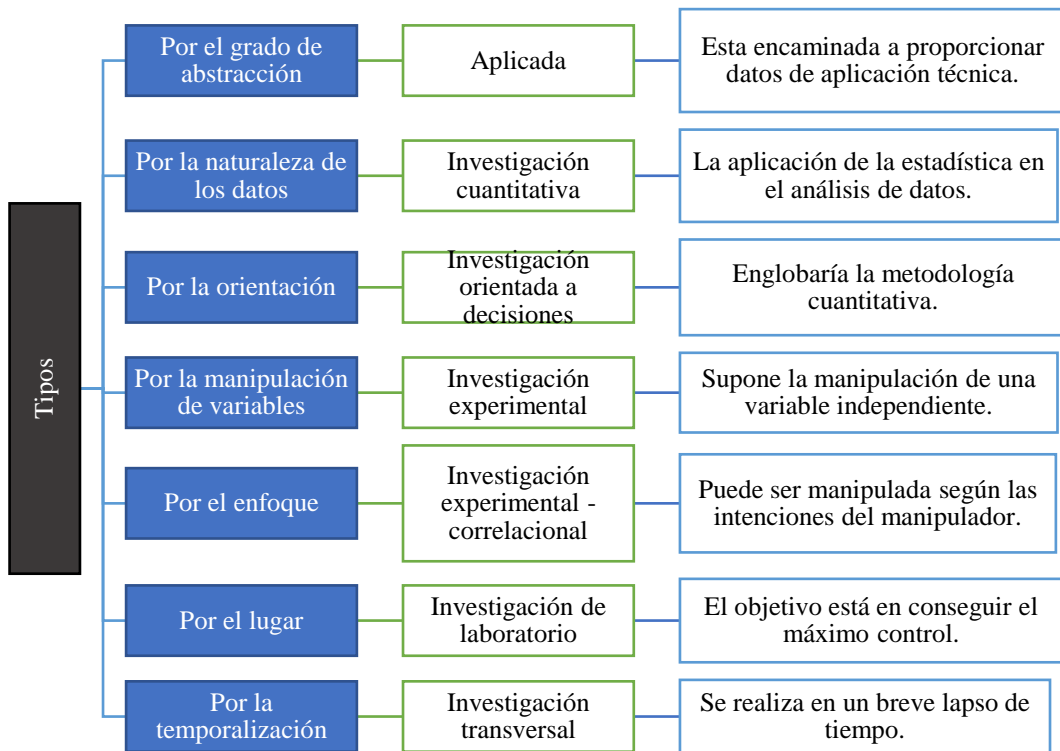 Tipos
Por el grado de
abstracción
Aplicada
Esta encaminada a proporcionar
datos de aplicación técnica.
Por la naturaleza de
los datos
Investigación
cuantitativa
La aplicación de la estadística en
el análisis de datos.
Por la orientación
Investigación
orientada a
decisiones
Englobaría la metodología
cuantitativa.
Por la manipulación
de variables
Investigación
experimental
Supone la manipulación de una
variable independiente.
Por el enfoque
Investigación
experimental -
correlacional
Puede ser manipulada según las
intenciones del manipulador.
Por el lugar
Investigación de
laboratorio
El objetivo está en conseguir el
máximo control.
Por la
temporalización
Investigación
transversal
Se realiza en un breve lapso de
tiempo.